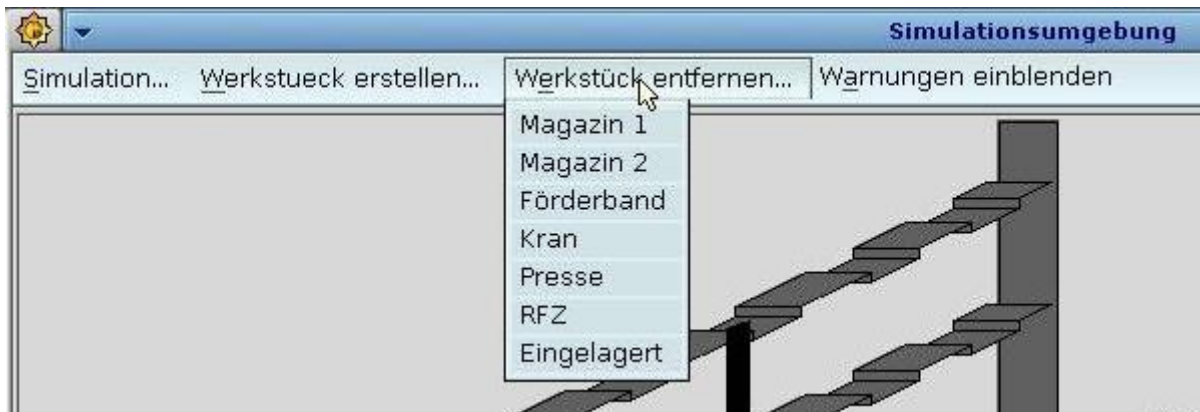 Simulationsumgebung
Simulation... Werkstueck erstellen... Werkstück entfernen... Warnungen einblenden
Magazin 1
Magazin 2
Förderband
Kran
Presse
RFZ
Eingelagert